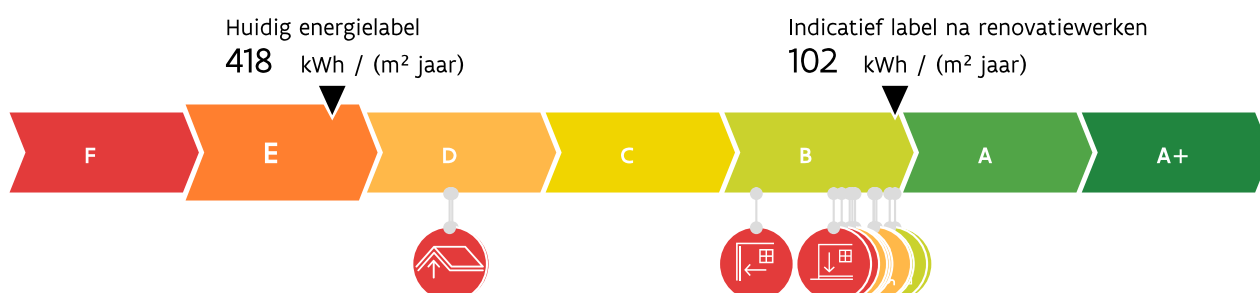 Huidig energielabel
418 kWh / (m² jaar)
Indicatief label na renovatiewerken
102 kWh / (m² jaar)
F E D C B A A+